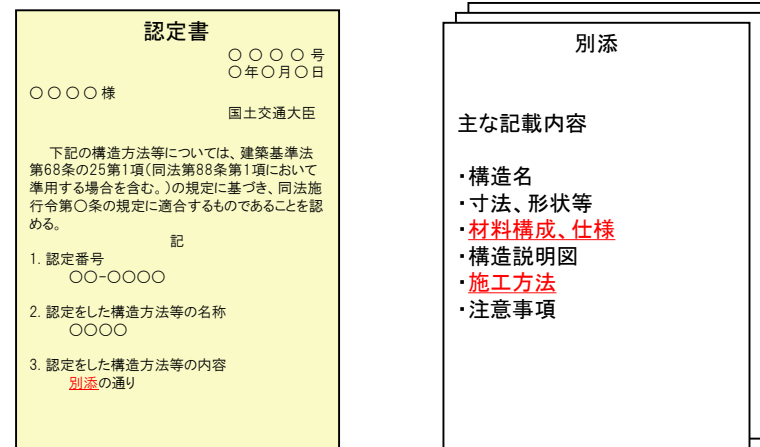 認定書
○○○○号
○年○月○日
○○○○様
国土交通大臣
下記の構造方法等については、建築基準法
第68条の25第1項(同法第88条第1項において
準用する場合を含む。)の規定に基づき、同法施
行令第○条の規定に適合するものであることを認
める。
記
1. 認定番号
○○-○○○○
2. 認定をした構造方法等の名称
○○○○
3. 認定をした構造方法等の内容
別添の通り
別添
主な記載内容
・構造名
・寸法、形状等
・材料構成、仕様
・構造説明図
・施工方法
・注意事項